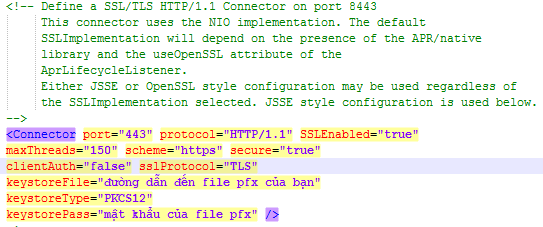 <!-- Define a SSL/TLS HTTP/1.1 Connector on port 8443
This connector uses the NIO implementation. The default
SSLImplementation will depend on the presence of the APR/native
library and the useOpenSSL attribute of the
AprLifecycleListener.
Either JSSE or OpenSSL style configuration may be used regardless of
the SSLImplementation selected. JSSE style configuration is used below.
-->
<Connector port="443" protocol="HTTP/1.1" SSLEnabled="true"
maxThreads="150" scheme="https" secure="true"
clientAuth="false" sslProtocol="TLS"
keystoreFile="đường dẫn đến file pfx của bạn"
keystoreType="PKCS12"
keystorePass="mật khẩu của file pfx" />